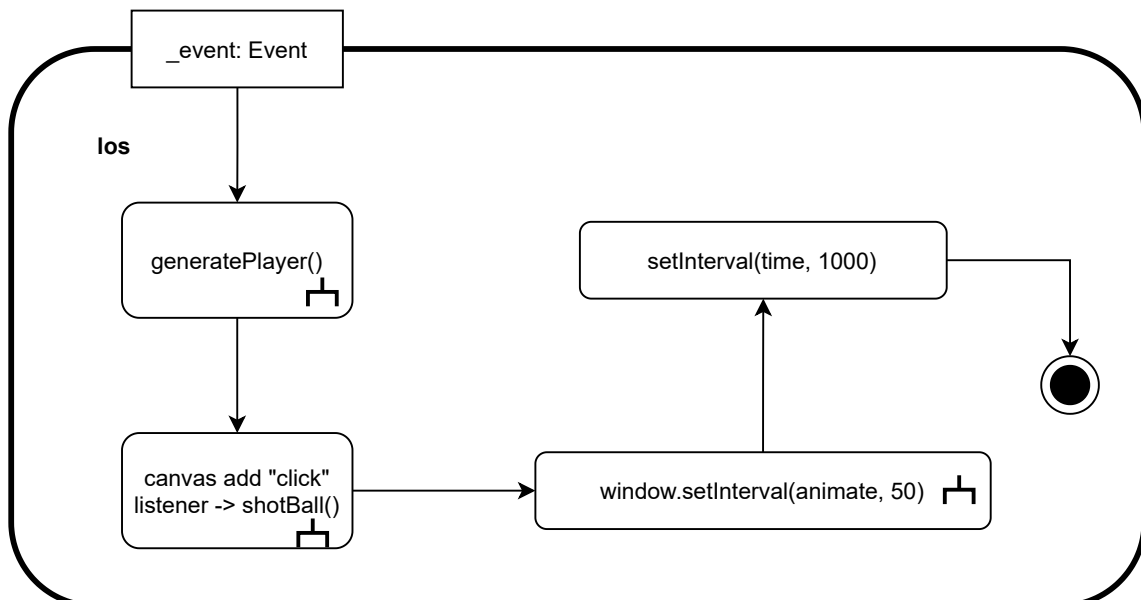 _event: Event
los
generatePlayer()
canvas add "click"
listener -> shotBall()
window.setInterval(animate, 50)
setInterval(time, 1000)